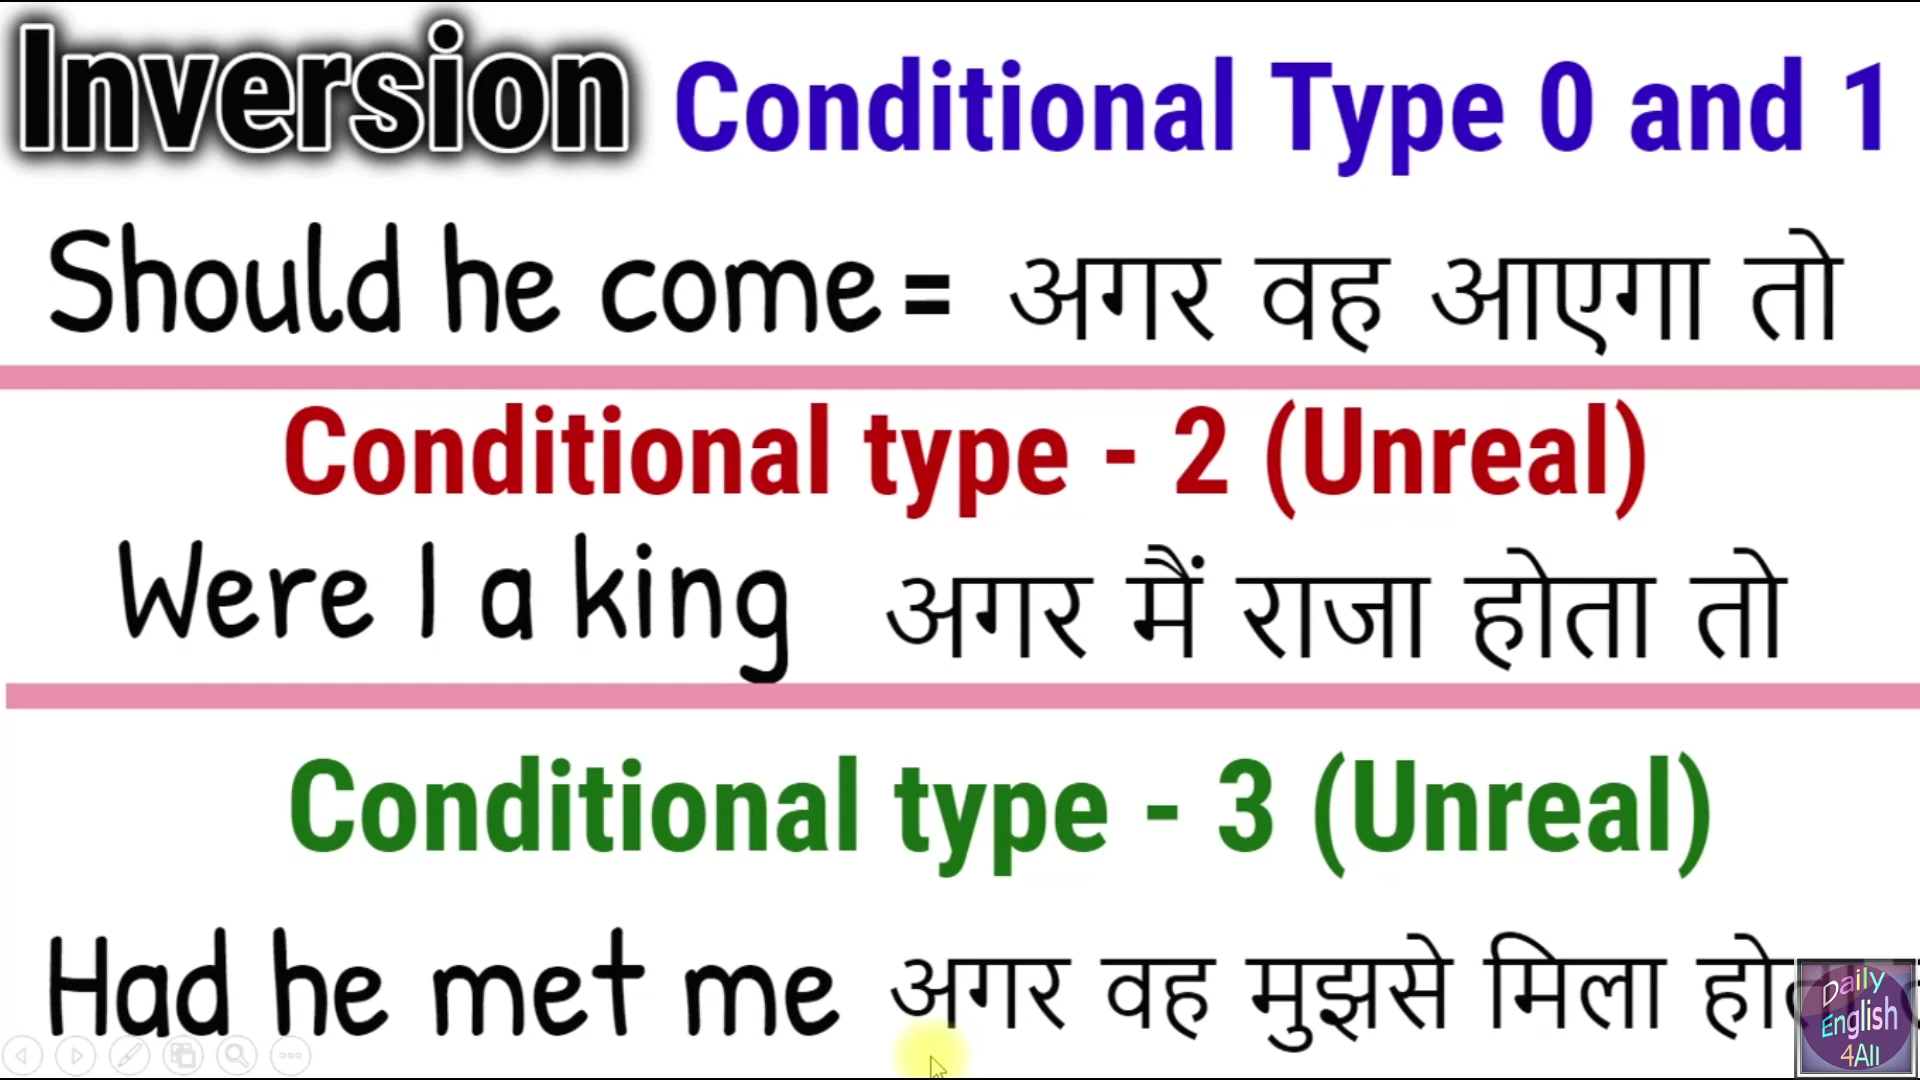 Inversion Conditional Type 0 and 1
Should he come = अगर वह आएगा तो
Conditional type - 2 (Unreal)
Were I a king अगर मैं राजा होता तो
Conditional type - 3 (Unreal)
Had he met me अगर वह मुझसे मिला
Daily
English
4All